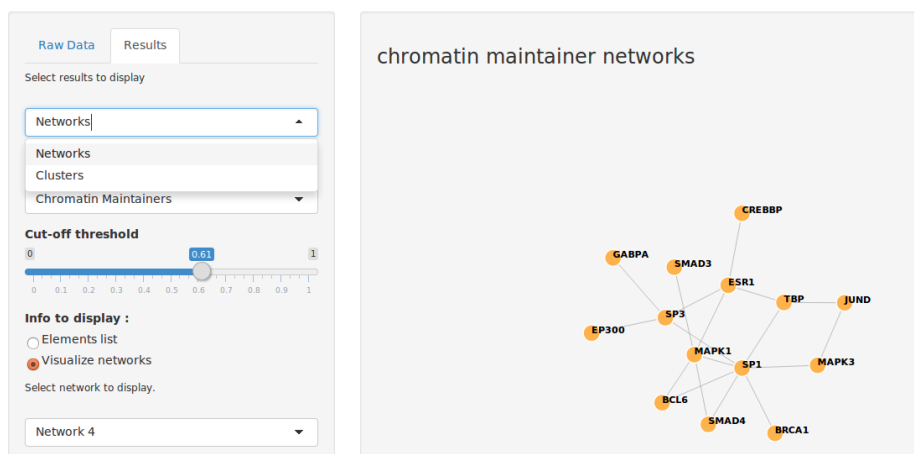 Raw Data
Results
Select results to display
Networks
Networks
Clusters
Chromatin Maintainers
Cut-off threshold
0 0.61 1
0 0.1 0.2 0.3 0.4 0.5 0.6 0.7 0.8 0.9 1
Info to display :
Elements list
Visualize networks
Select network to display.
Network 4
chromatin maintainer networks
CREBBP
GABPA
SMAD3
ESR1
TBP
JUND
SP3
EP300
MAPK1
SP1
MAPK3
BCL6
SMAD4
BRCA1